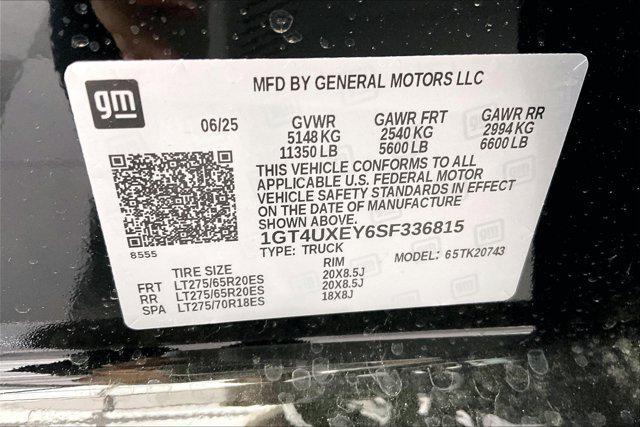 MFD BY GENERAL MOTORS LLC
gm
06/25
GVWR
5148 KG
11350 LB
GAWR FRT
2540 KG
5600 LB
GAWR RR
2994 KG
6600 LB
THIS VEHICLE CONFORMS TO ALL
APPLICABLE U.S. FEDERAL MOTOR
VEHICLE SAFETY STANDARDS IN EFFECT
ON THE DATE OF MANUFACTURE
SHOWN ABOVE.
1GT4UXEY6SF336815
TYPE: TRUCK
MODEL: 65TK20743
8555
TIRE SIZE RIM
FRT LT275/65R20ES 20X8.5J
RR LT275/65R20ES 20X8.5J
SPA LT275/70R18ES 18X8J